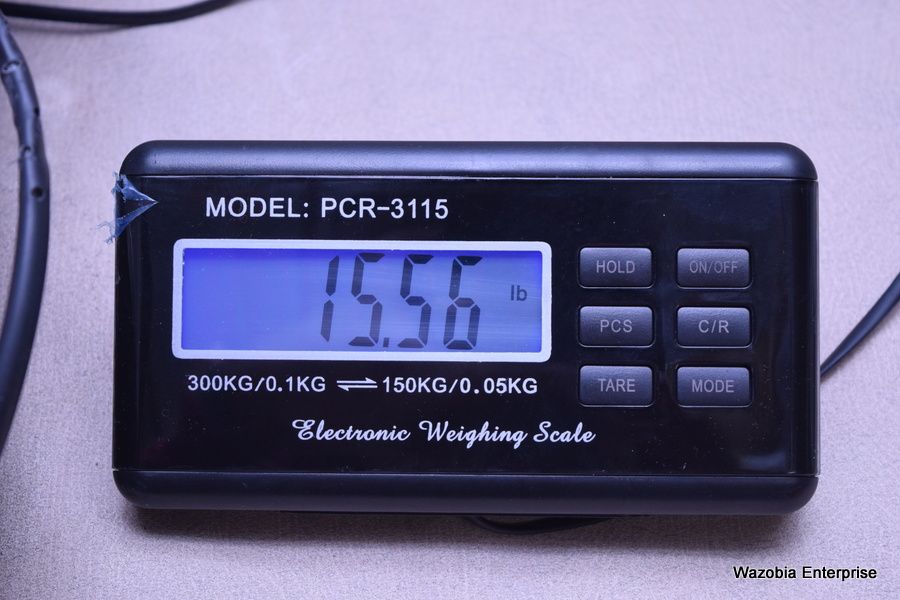 MODEL: PCR-3115
15.56 lb
300KG/0.1KG ⇌ 150KG/0.05KG
Electronic Weighing Scale
HOLD ON/OFF
PCS C/R
TARE MODE
Wazobia Enterprise